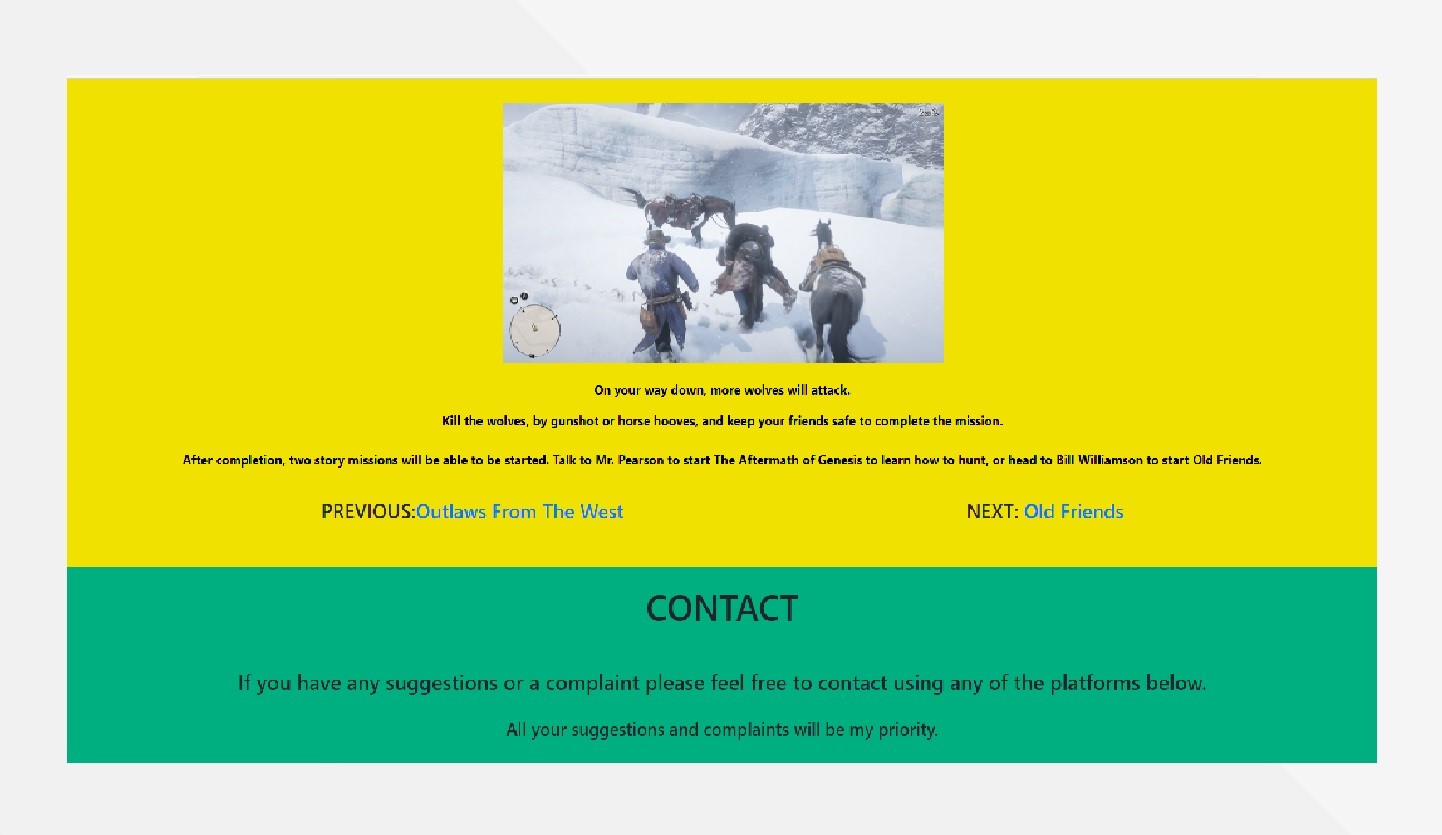 On your way down, more wolves will attack.
Kill the wolves, by gunshot or horse hooves, and keep your friends safe to complete the mission.
After completion, two story missions will be able to be started. Talk to Mr. Pearson to start The Aftermath of Genesis to learn how to hunt, or head to Bill Williamson to start Old Friends.
PREVIOUS:Outlaws From The West
NEXT: Old Friends
CONTACT
If you have any suggestions or a complaint please feel free to contact using any of the platforms below.
All your suggestions and complaints will be my priority.